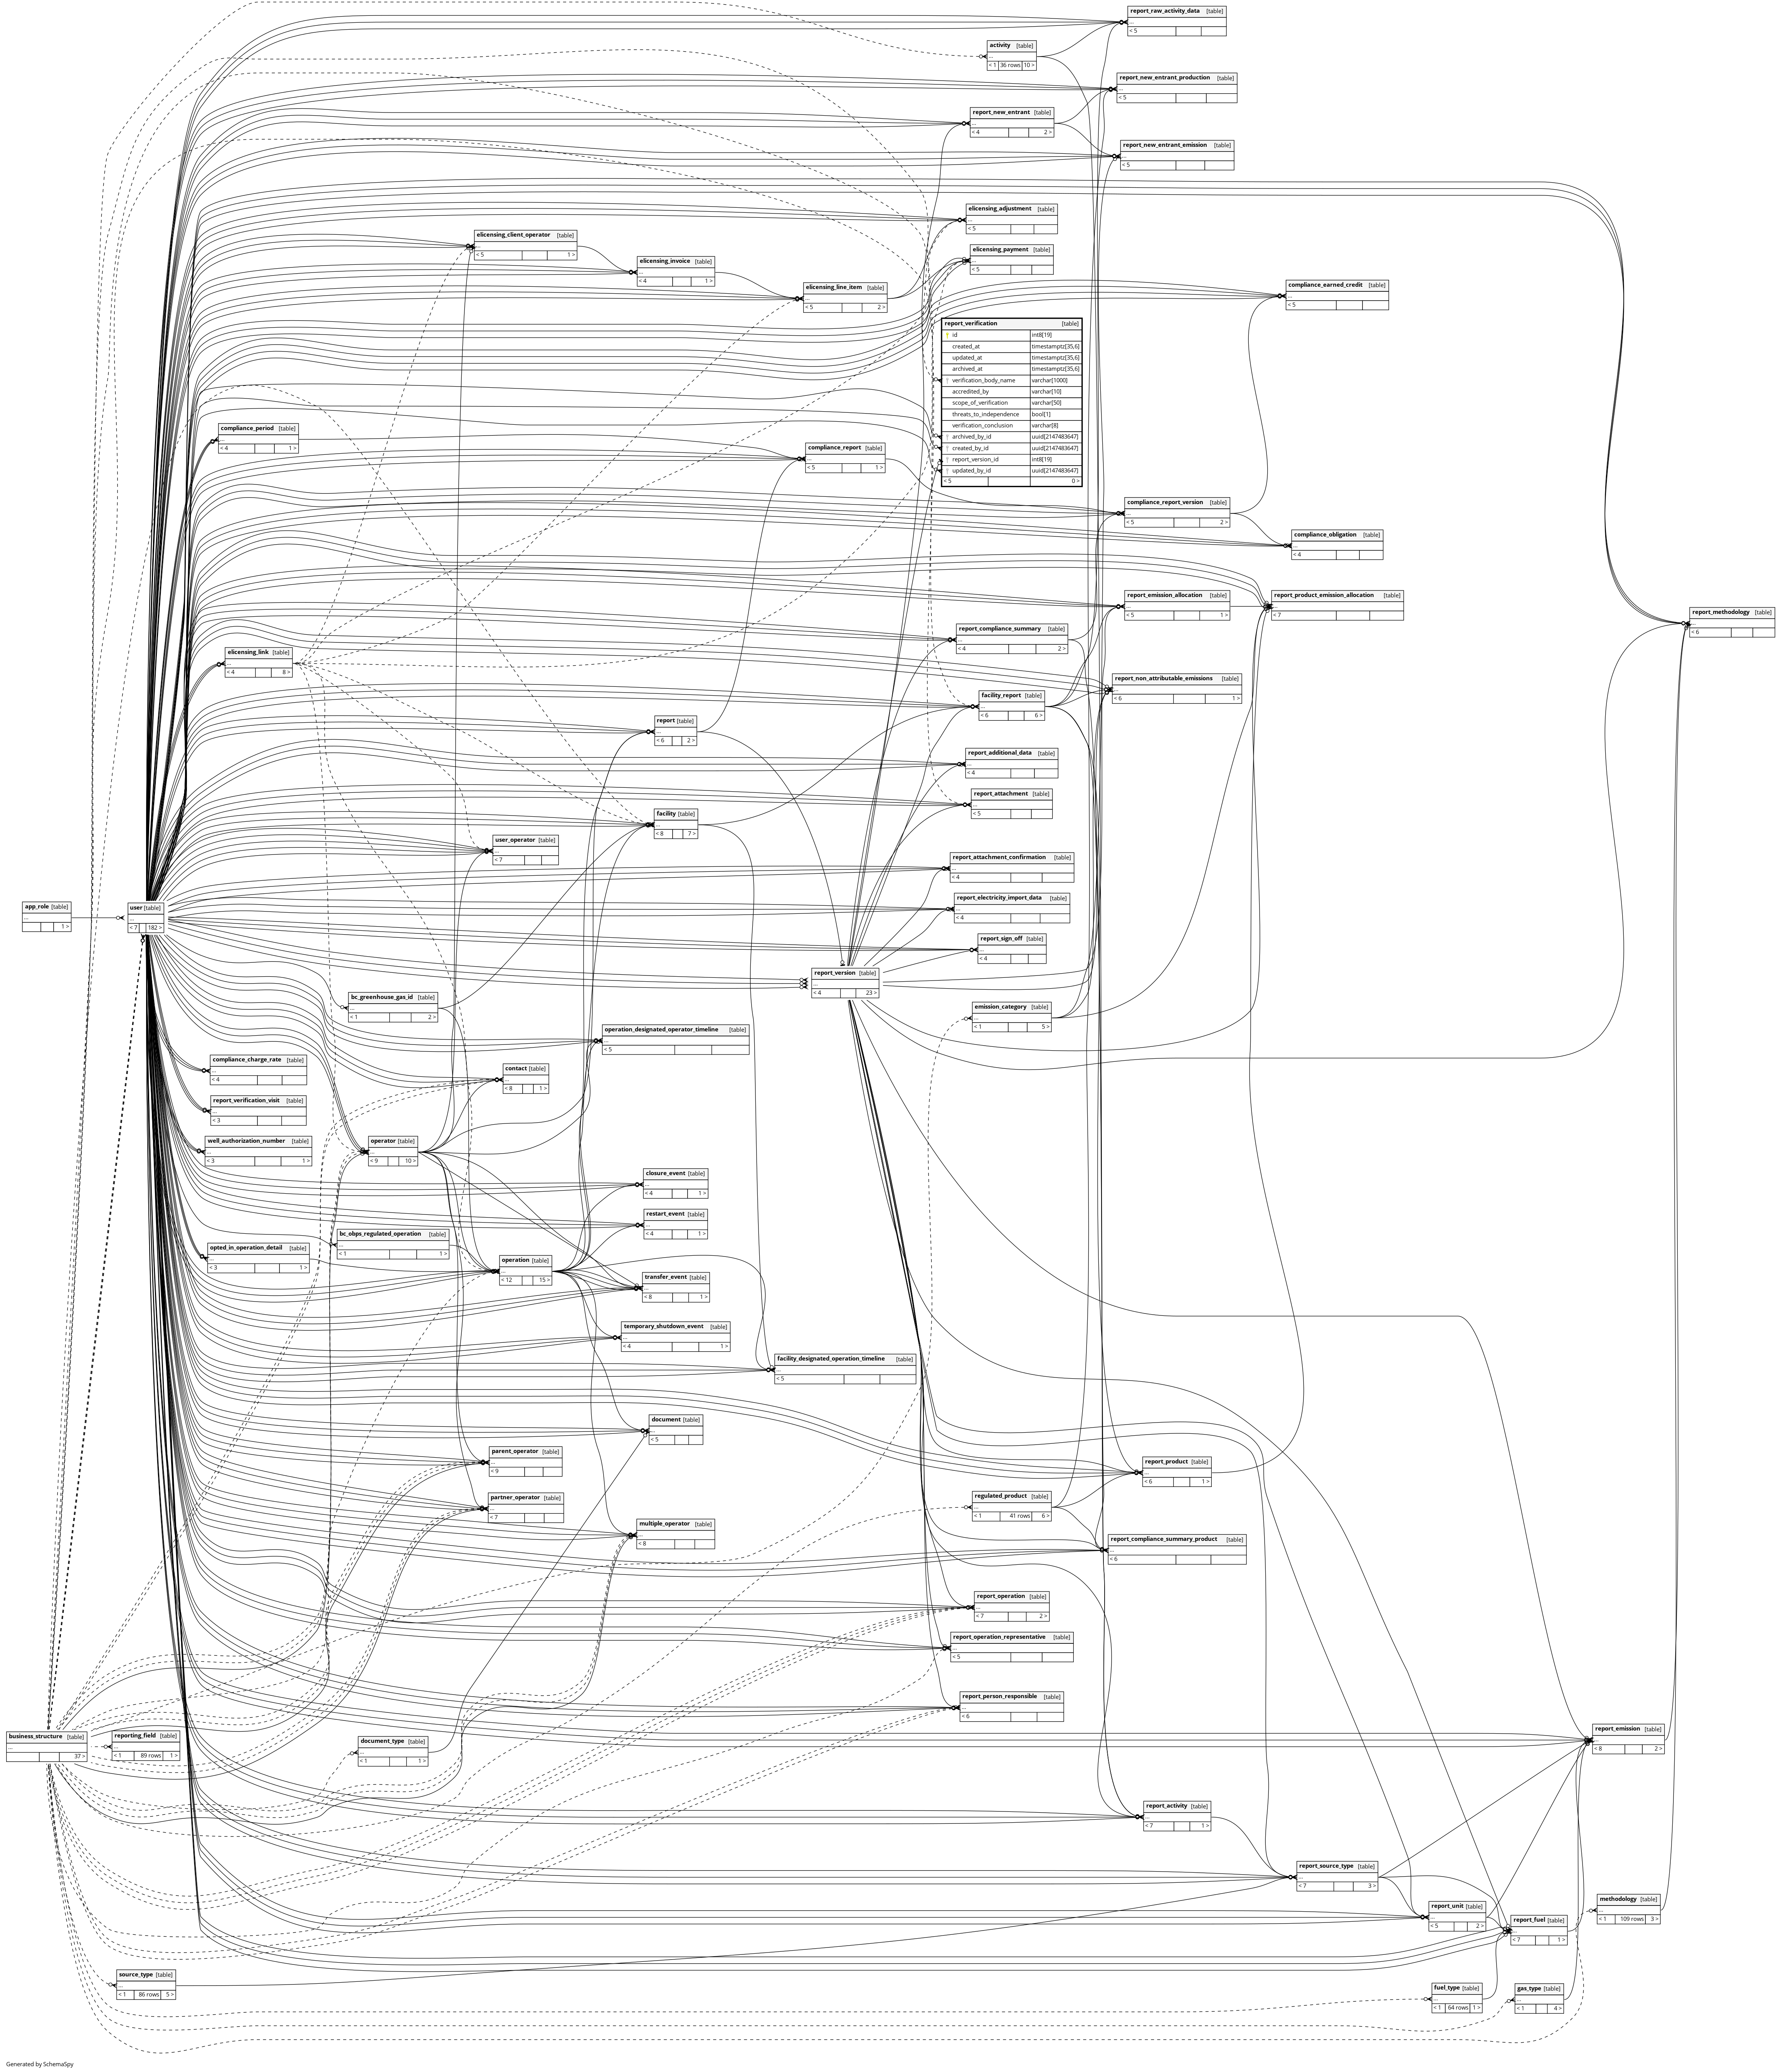 report_raw_activity_data [table]
...
< 5
activity [table]
...
< 1 36 rows 10 >
report_new_entrant_production [table]
...
< 5
report_new_entrant [table]
...
< 4 2 >
report_new_entrant_emission [table]
...
< 5
elicensing_adjustment [table]
...
< 5
elicensing_client_operator [table]
...
< 5 1 >
elicensing_payment [table]
...
< 5
elicensing_invoice [table]
...
< 4 1 >
elicensing_line_item [table]
...
< 5 2 >
compliance_earned_credit [table]
...
< 5
report_verification [table]
id int8[19]
created_at timestamptz[35,6]
updated_at timestamptz[35,6]
archived_at timestamptz[35,6]
verification_body_name varchar[1000]
accredited_by varchar[10]
scope_of_verification varchar[50]
threats_to_independence bool[1]
verification_conclusion varchar[8]
archived_by_id uuid[2147483647]
created_by_id uuid[2147483647]
report_version_id int8[19]
updated_by_id uuid[2147483647]
< 5 0 >
compliance_period [table]
...
< 4 1 >
compliance_report [table]
...
< 5 1 >
compliance_report_version [table]
...
< 5 2 >
compliance_obligation [table]
...
< 4
report_emission_allocation [table]
...
< 5 1 >
report_product_emission_allocation [table]
...
< 7
report_methodology [table]
...
< 6
report_compliance_summary [table]
...
< 4 2 >
elicensing_link [table]
...
< 4 8 >
report_non_attributable_emissions [table]
...
< 6 1 >
facility_report [table]
...
< 6 6 >
report [table]
...
< 6 2 >
report_additional_data [table]
...
< 4
report_attachment [table]
...
< 5
facility [table]
...
< 8 7 >
user_operator [table]
...
< 7
report_attachment_confirmation [table]
...
< 4
report_electricity_import_data [table]
...
< 4
app_role [table]
...
1 >
user [table]
...
< 7 182 >
report_sign_off [table]
...
< 4
report_version [table]
...
< 4 23 >
bc_greenhouse_gas_id [table]
...
< 1 2 >
emission_category [table]
...
< 1 5 >
operation_designated_operator_timeline [table]
...
< 5
compliance_charge_rate [table]
...
< 4
contact [table]
...
< 8 1 >
report_verification_visit [table]
...
< 3
well_authorization_number [table]
...
< 3 1 >
operator [table]
...
< 9 10 >
closure_event [table]
...
< 4 1 >
restart_event [table]
...
< 4 1 >
bc_obps_regulated_operation [table]
...
< 1 1 >
opted_in_operation_detail [table]
...
< 3 1 >
operation [table]
...
< 12 15 >
transfer_event [table]
...
< 8 1 >
temporary_shutdown_event [table]
...
< 4 1 >
facility_designated_operation_timeline [table]
...
< 5
document [table]
...
< 5
parent_operator [table]
...
< 9
report_product [table]
...
< 6 1 >
partner_operator [table]
...
< 7
regulated_product [table]
...
< 1 41 rows 6 >
multiple_operator [table]
...
< 8
report_compliance_summary_product [table]
...
< 6
report_operation [table]
...
< 7 2 >
report_operation_representative [table]
...
< 5
report_person_responsible [table]
...
< 6
business_structure [table]
...
37 >
reporting_field [table]
...
< 1 89 rows 1 >
document_type [table]
...
< 1 1 >
report_emission [table]
...
< 8 2 >
report_activity [table]
...
< 7 1 >
report_source_type [table]
...
< 7 3 >
methodology [table]
...
< 1 109 rows 3 >
report_unit [table]
...
< 5 2 >
report_fuel [table]
...
< 7 1 >
source_type [table]
...
< 1 86 rows 5 >
fuel_type [table]
...
< 1 64 rows 1 >
gas_type [table]
...
< 1 4 >
Generated by SchemaSpy